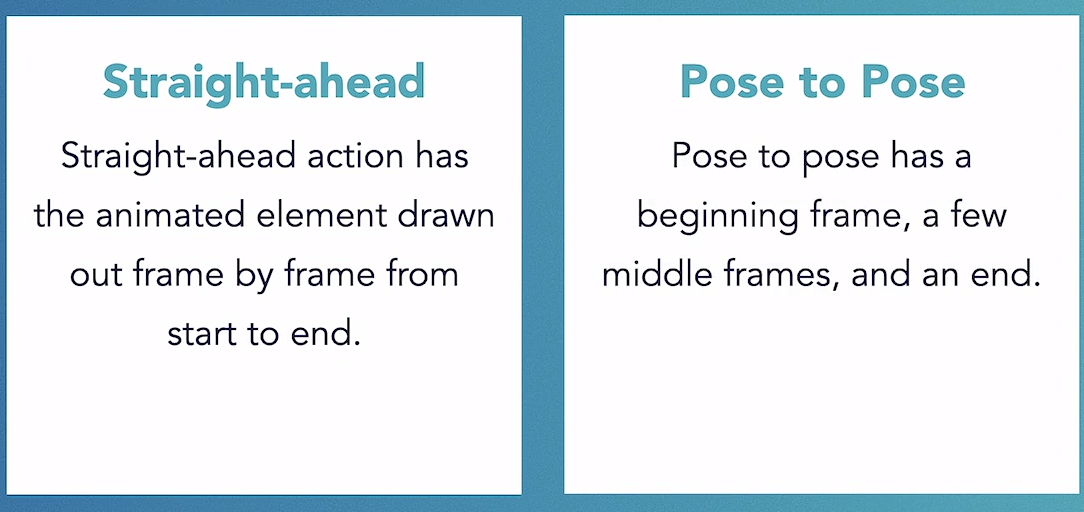 Straight-ahead
Straight-ahead action has
the animated element drawn
out frame by frame from
start to end.
Pose to Pose
Pose to pose has a
beginning frame, a few
middle frames, and an end.